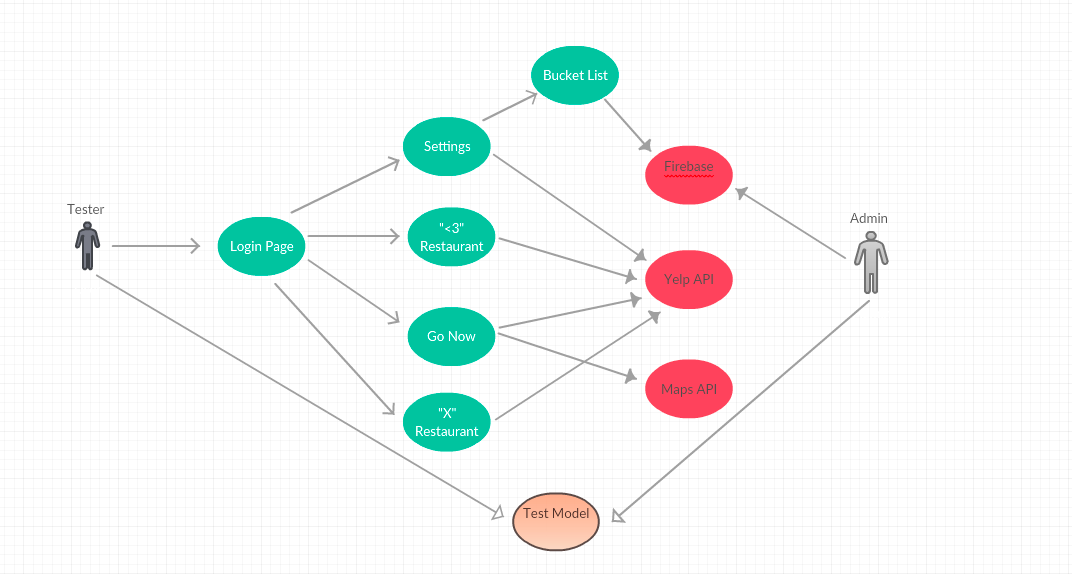 Bucket List
Settings
Firebase
Tester
"<3"
Restaurant
Admin
Login Page
Yelp API
Go Now
Maps API
"X"
Restaurant
Test Model